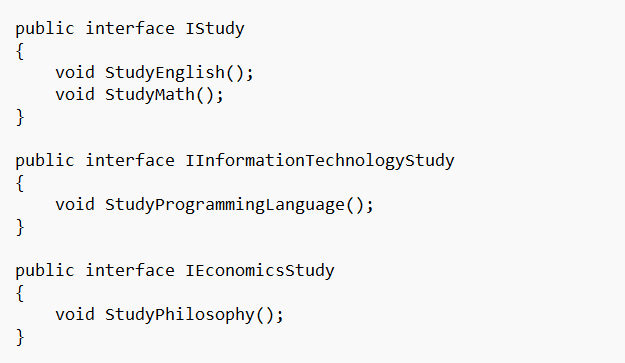 public interface IStudy
{
    void StudyEnglish();
    void StudyMath();
}
public interface IInformationTechnologyStudy
{
    void StudyProgrammingLanguage();
}
public interface IEconomicsStudy
{
    void StudyPhilosophy();
}